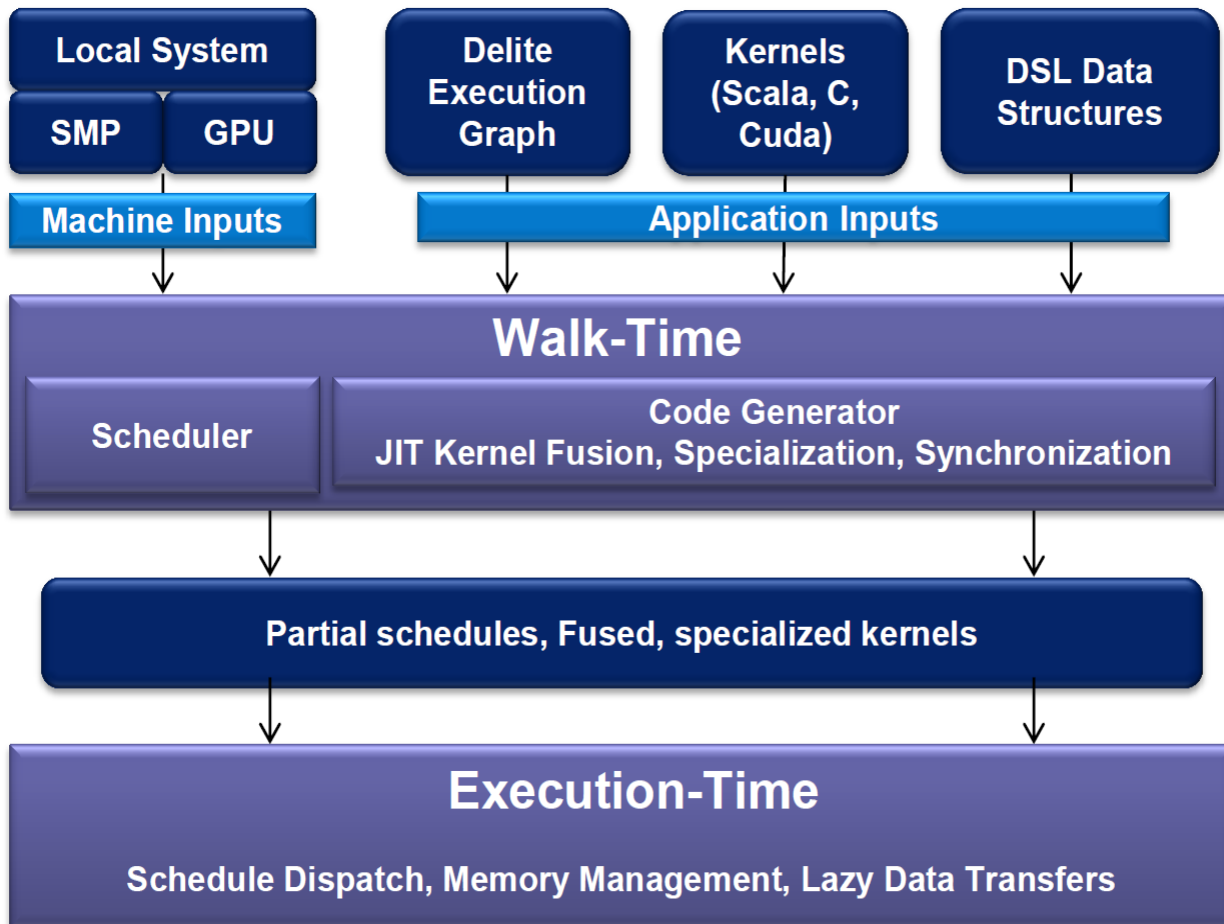 Local System
SMP
GPU
Delite
Execution
Graph
Kernels
(Scala, C,
Cuda)
DSL Data
Structures
Machine Inputs
Application Inputs
Walk-Time
Scheduler
Code Generator
JIT Kernel Fusion, Specialization, Synchronization
Partial schedules, Fused, specialized kernels
Execution-Time
Schedule Dispatch, Memory Management, Lazy Data Transfers